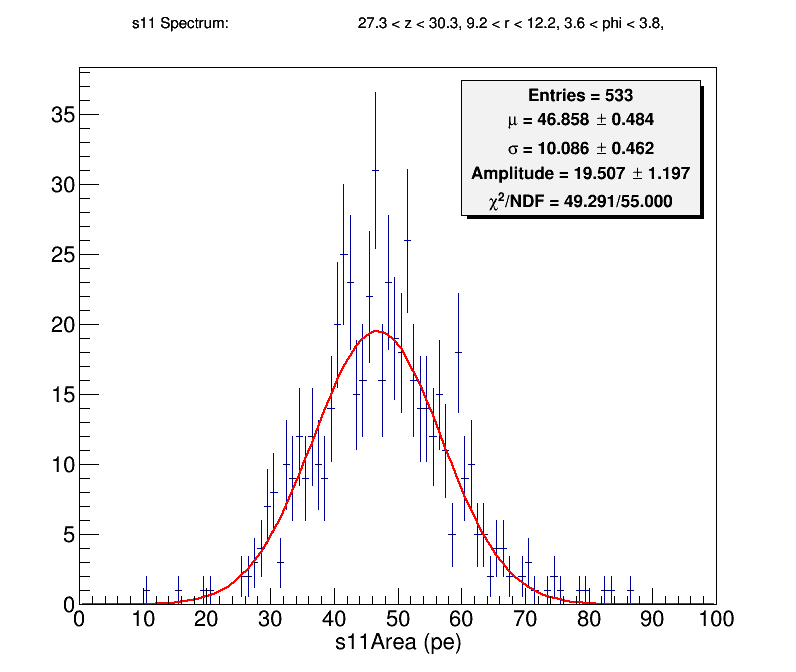 s11 Spectrum: 27.3 < z < 30.3, 9.2 < r < 12.2, 3.6 < phi < 3.8,
Entries = 533
μ = 46.858 ± 0.484
σ = 10.086 ± 0.462
Amplitude = 19.507 ± 1.197
χ²/NDF = 49.291/55.000
35
30
25
20
15
10
5
0
0 10 20 30 40 50 60 70 80 90 100
s11Area (pe)